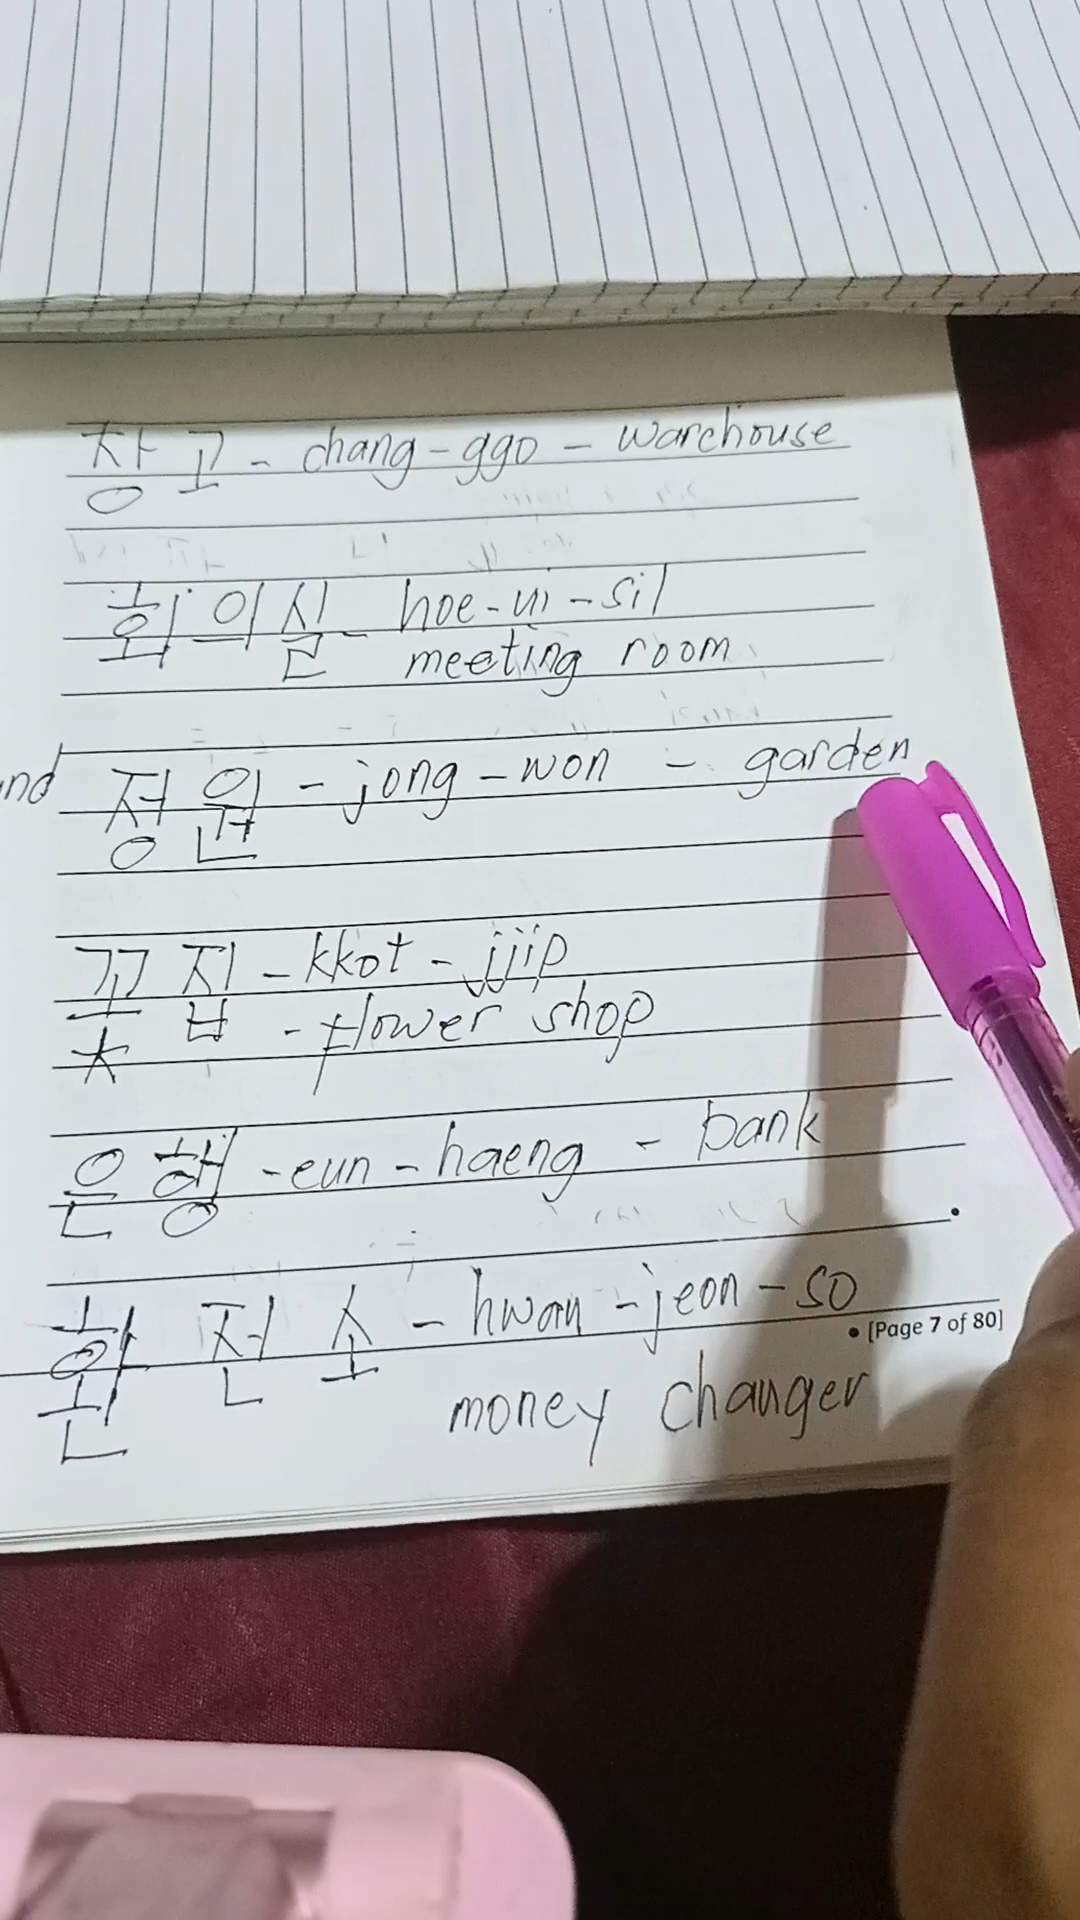 창고 - chang-ggo - warehouse
회의실 - hoe-ui-sil
meeting room
정원 - jong-won - garden
꽃집 - kkot-jjip
- flower shop
은행 - eun-haeng - bank
환전소 - hwan-jeon-so
• [Page 7 of 80]
money changer